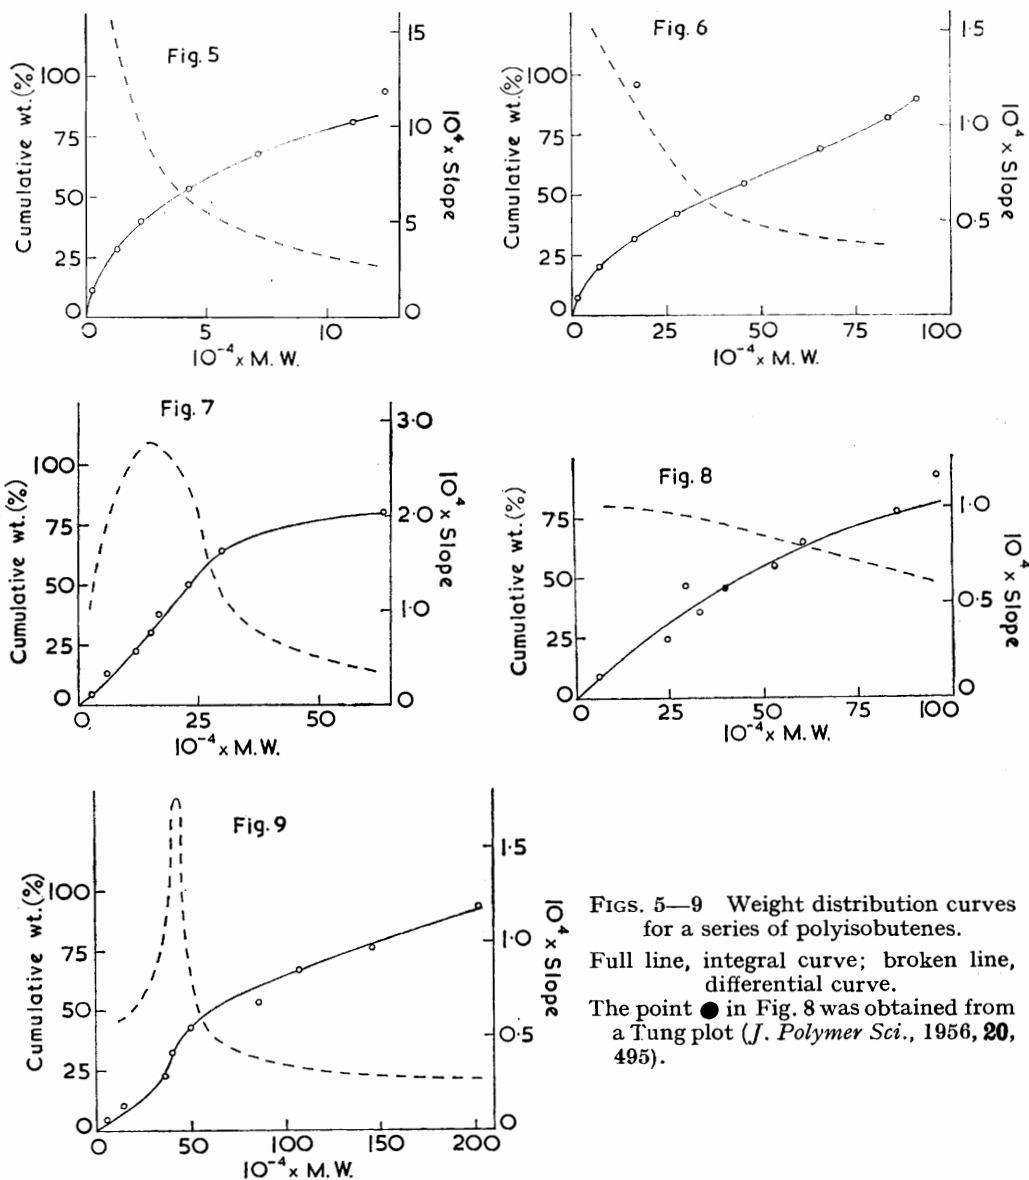 Fig. 5
Cumulative wt.(%)
100
75
50
25
0
15
10
5
0
10⁴ × Slope
0 5 10
10⁻⁴ × M.W.
Fig. 6
Cumulative wt.(%)
100
75
50
25
0
1·5
1·0
0·5
0
10⁴ × Slope
0 25 50 75 100
10⁻⁴ × M.W.
Fig. 7
Cumulative wt.(%)
100
75
50
25
0
3·0
2·0
1·0
0
10⁴ × Slope
0 25 50
10⁻⁴ × M.W.
Fig. 8
Cumulative wt.(%)
75
50
25
0
1·0
0·5
0
10⁴ × Slope
0 25 50 75 100
10⁻⁴ × M.W.
Fig. 9
Cumulative wt.(%)
100
75
50
25
0
1·5
1·0
0·5
0
10⁴ × Slope
0 50 100 150 200
10⁻⁴ × M.W.
FIGS. 5—9 Weight distribution curves
for a series of polyisobutenes.
Full line, integral curve; broken line,
differential curve.
The point ● in Fig. 8 was obtained from
a Tung plot (J. Polymer Sci., 1956, 20,
495).